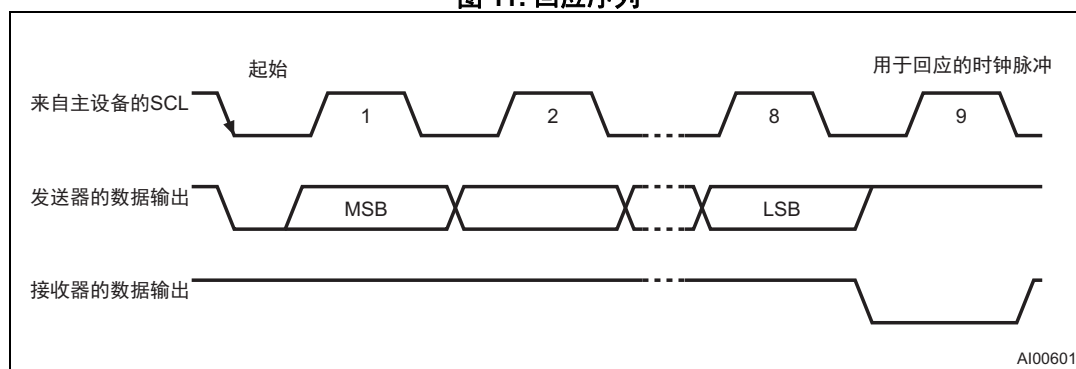 图 11. 回应序列
起始
用于回应的时钟脉冲
来自主设备的SCL
1
2
8
9
发送器的数据输出
MSB
LSB
接收器的数据输出
AI00601